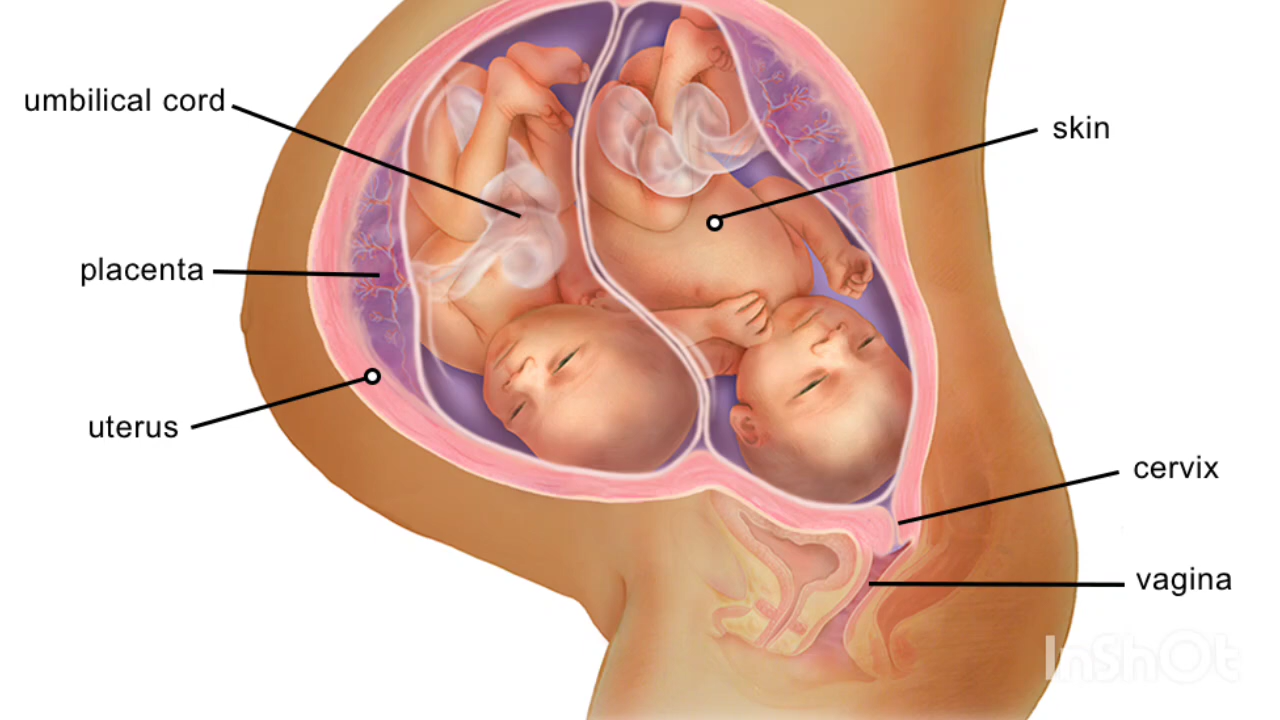 umbilical cord
skin
placenta
uterus
cervix
vagina
InShOt